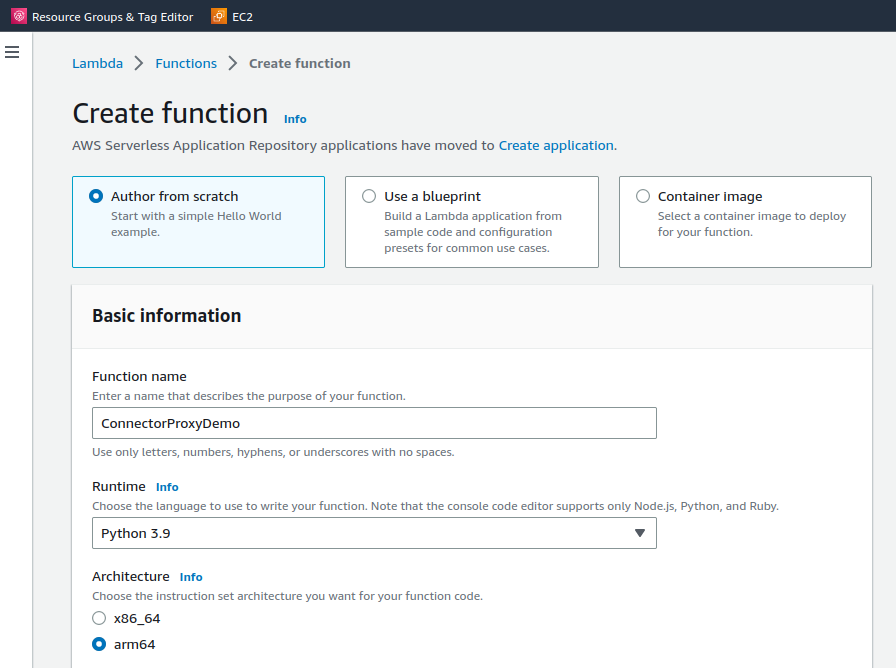 Resource Groups & Tag Editor EC2
Lambda Functions Create function
Create function Info
AWS Serverless Application Repository applications have moved to Create application.
Author from scratch
Start with a simple Hello World
example.
Use a blueprint
Build a Lambda application from
sample code and configuration
presets for common use cases.
Container image
Select a container image to deploy
for your function.
Basic information
Function name
Enter a name that describes the purpose of your function.
ConnectorProxyDemo
Use only letters, numbers, hyphens, or underscores with no spaces.
Runtime Info
Choose the language to use to write your function. Note that the console code editor supports only Node.js, Python, and Ruby.
Python 3.9
Architecture Info
Choose the instruction set architecture you want for your function code.
x86_64
arm64